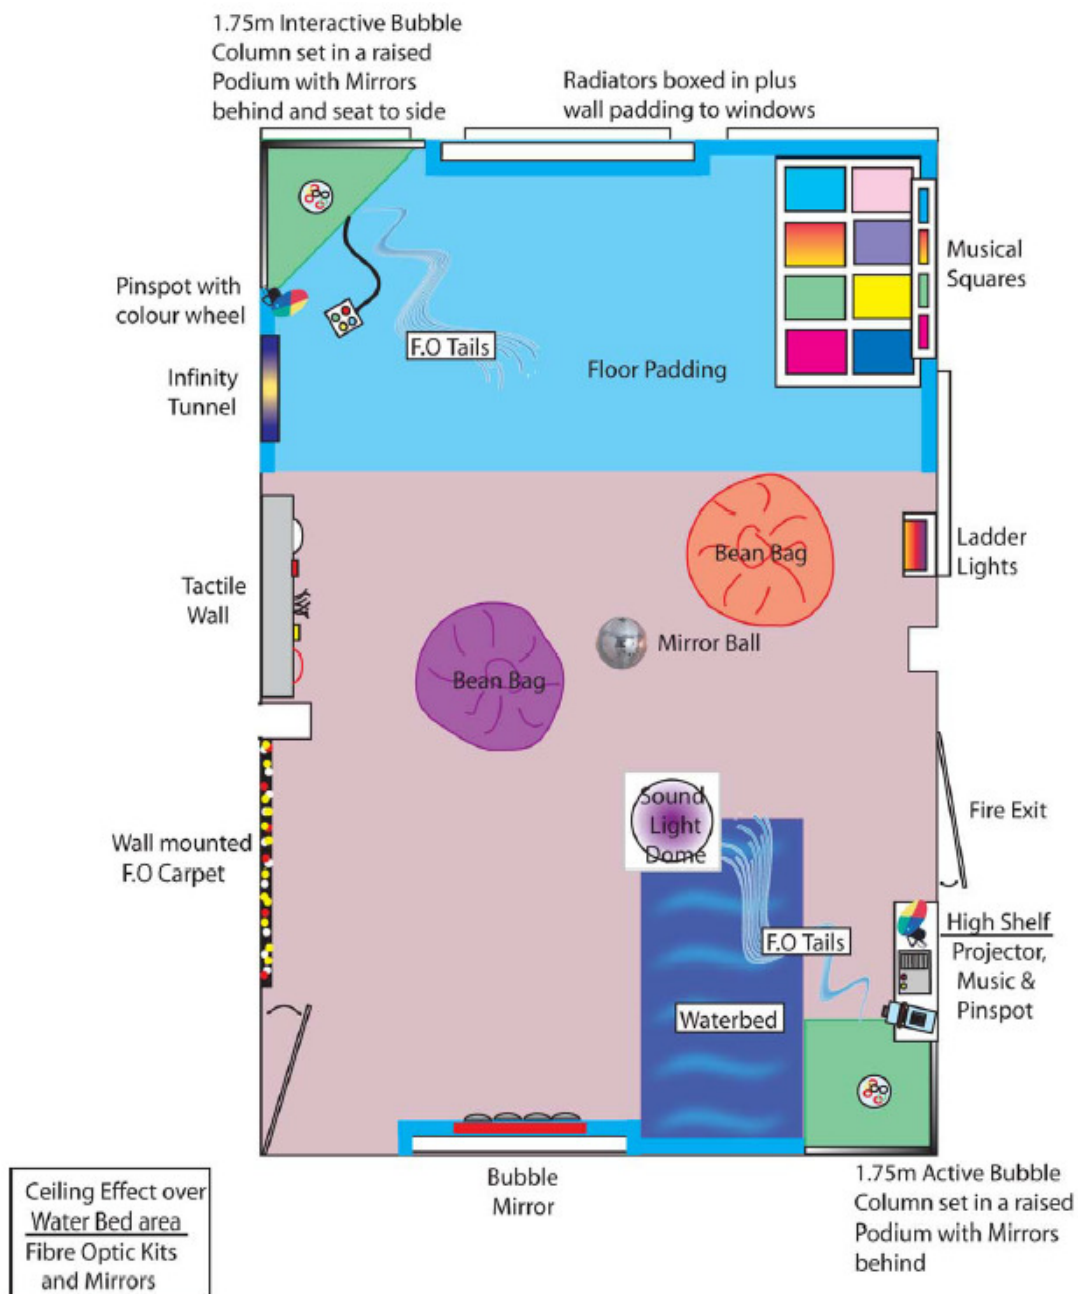 1.75m Interactive Bubble
Column set in a raised
Podium with Mirrors
behind and seat to side
Radiators boxed in plus
wall padding to windows
Musical
Squares
Pinspot with
colour wheel
F.O Tails
Floor Padding
Infinity
Tunnel
Bean Bag
Ladder
Lights
Tactile
Wall
Mirror Ball
Bean Bag
Sound
Light
Dome
Fire Exit
Wall mounted
F.O Carpet
F.O Tails
High Shelf
Projector,
Music &
Pinspot
Waterbed
Bubble
Mirror
1.75m Active Bubble
Column set in a raised
Podium with Mirrors
behind
Ceiling Effect over
Water Bed area
Fibre Optic Kits
and Mirrors